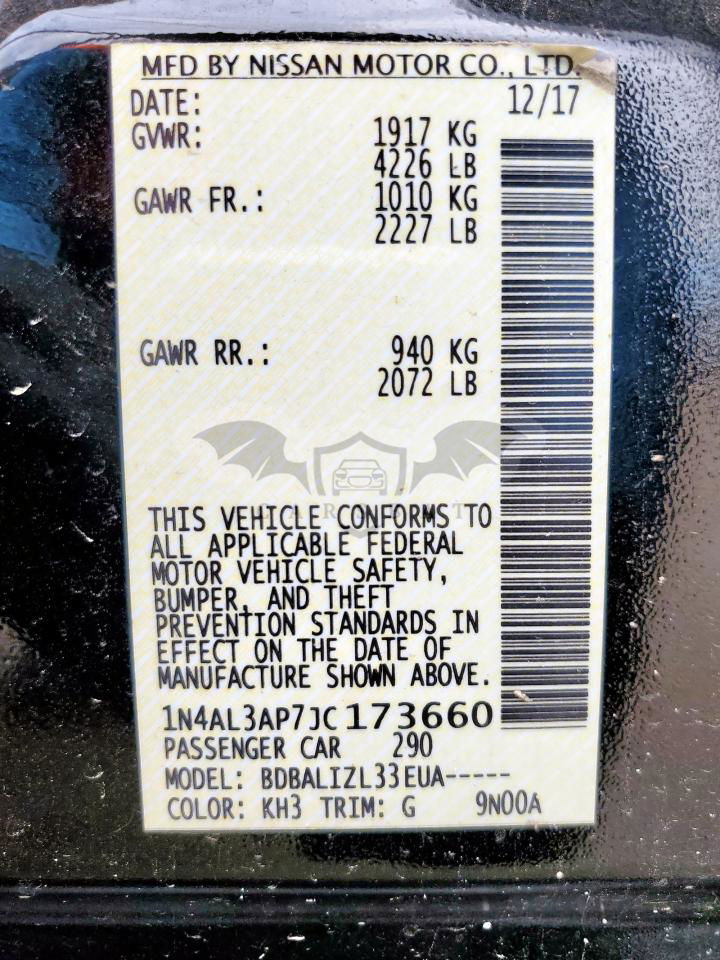 MFD BY NISSAN MOTOR CO., LTD.
DATE: 12/17
GVWR: 1917 KG
4226 LB
GAWR FR.: 1010 KG
2227 LB
GAWR RR.: 940 KG
2072 LB
THIS VEHICLE CONFORMS TO
ALL APPLICABLE FEDERAL
MOTOR VEHICLE SAFETY,
BUMPER, AND THEFT
PREVENTION STANDARDS IN
EFFECT ON THE DATE OF
MANUFACTURE SHOWN ABOVE.
1N4AL3AP7JC173660
PASSENGER CAR 290
MODEL: BDBALIZL33EUA-----
COLOR: KH3 TRIM: G 9N00A